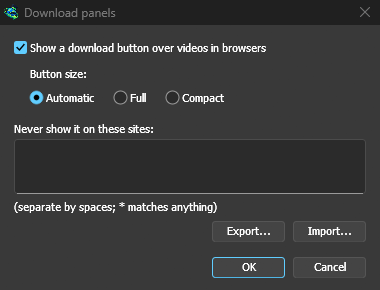 Download panels
Show a download button over videos in browsers
Button size:
Automatic Full Compact
Never show it on these sites:
(separate by spaces; * matches anything)
Export... Import...
OK Cancel